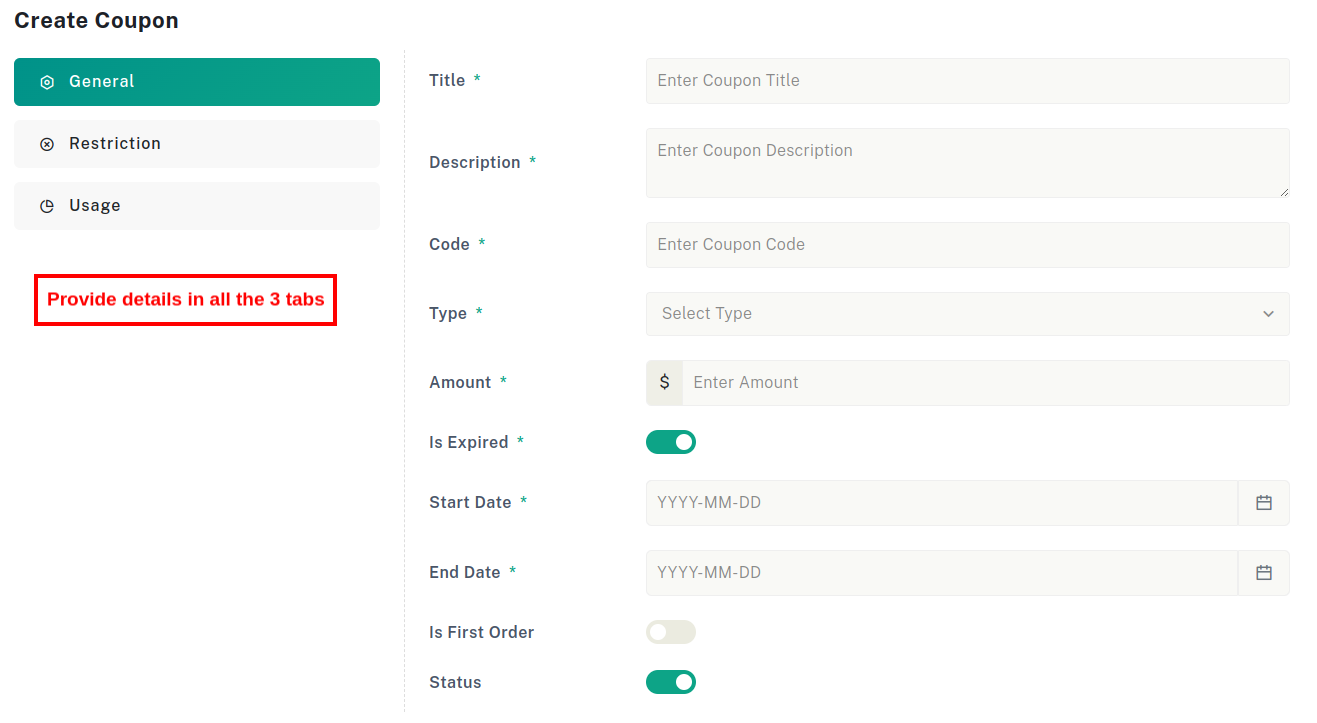 Create Coupon
General
Restriction
Usage
Provide details in all the 3 tabs
Title *
Enter Coupon Title
Description *
Enter Coupon Description
Code *
Enter Coupon Code
Type *
Select Type
Amount *
$ Enter Amount
Is Expired *
Start Date *
YYYY-MM-DD
End Date *
YYYY-MM-DD
Is First Order
Status